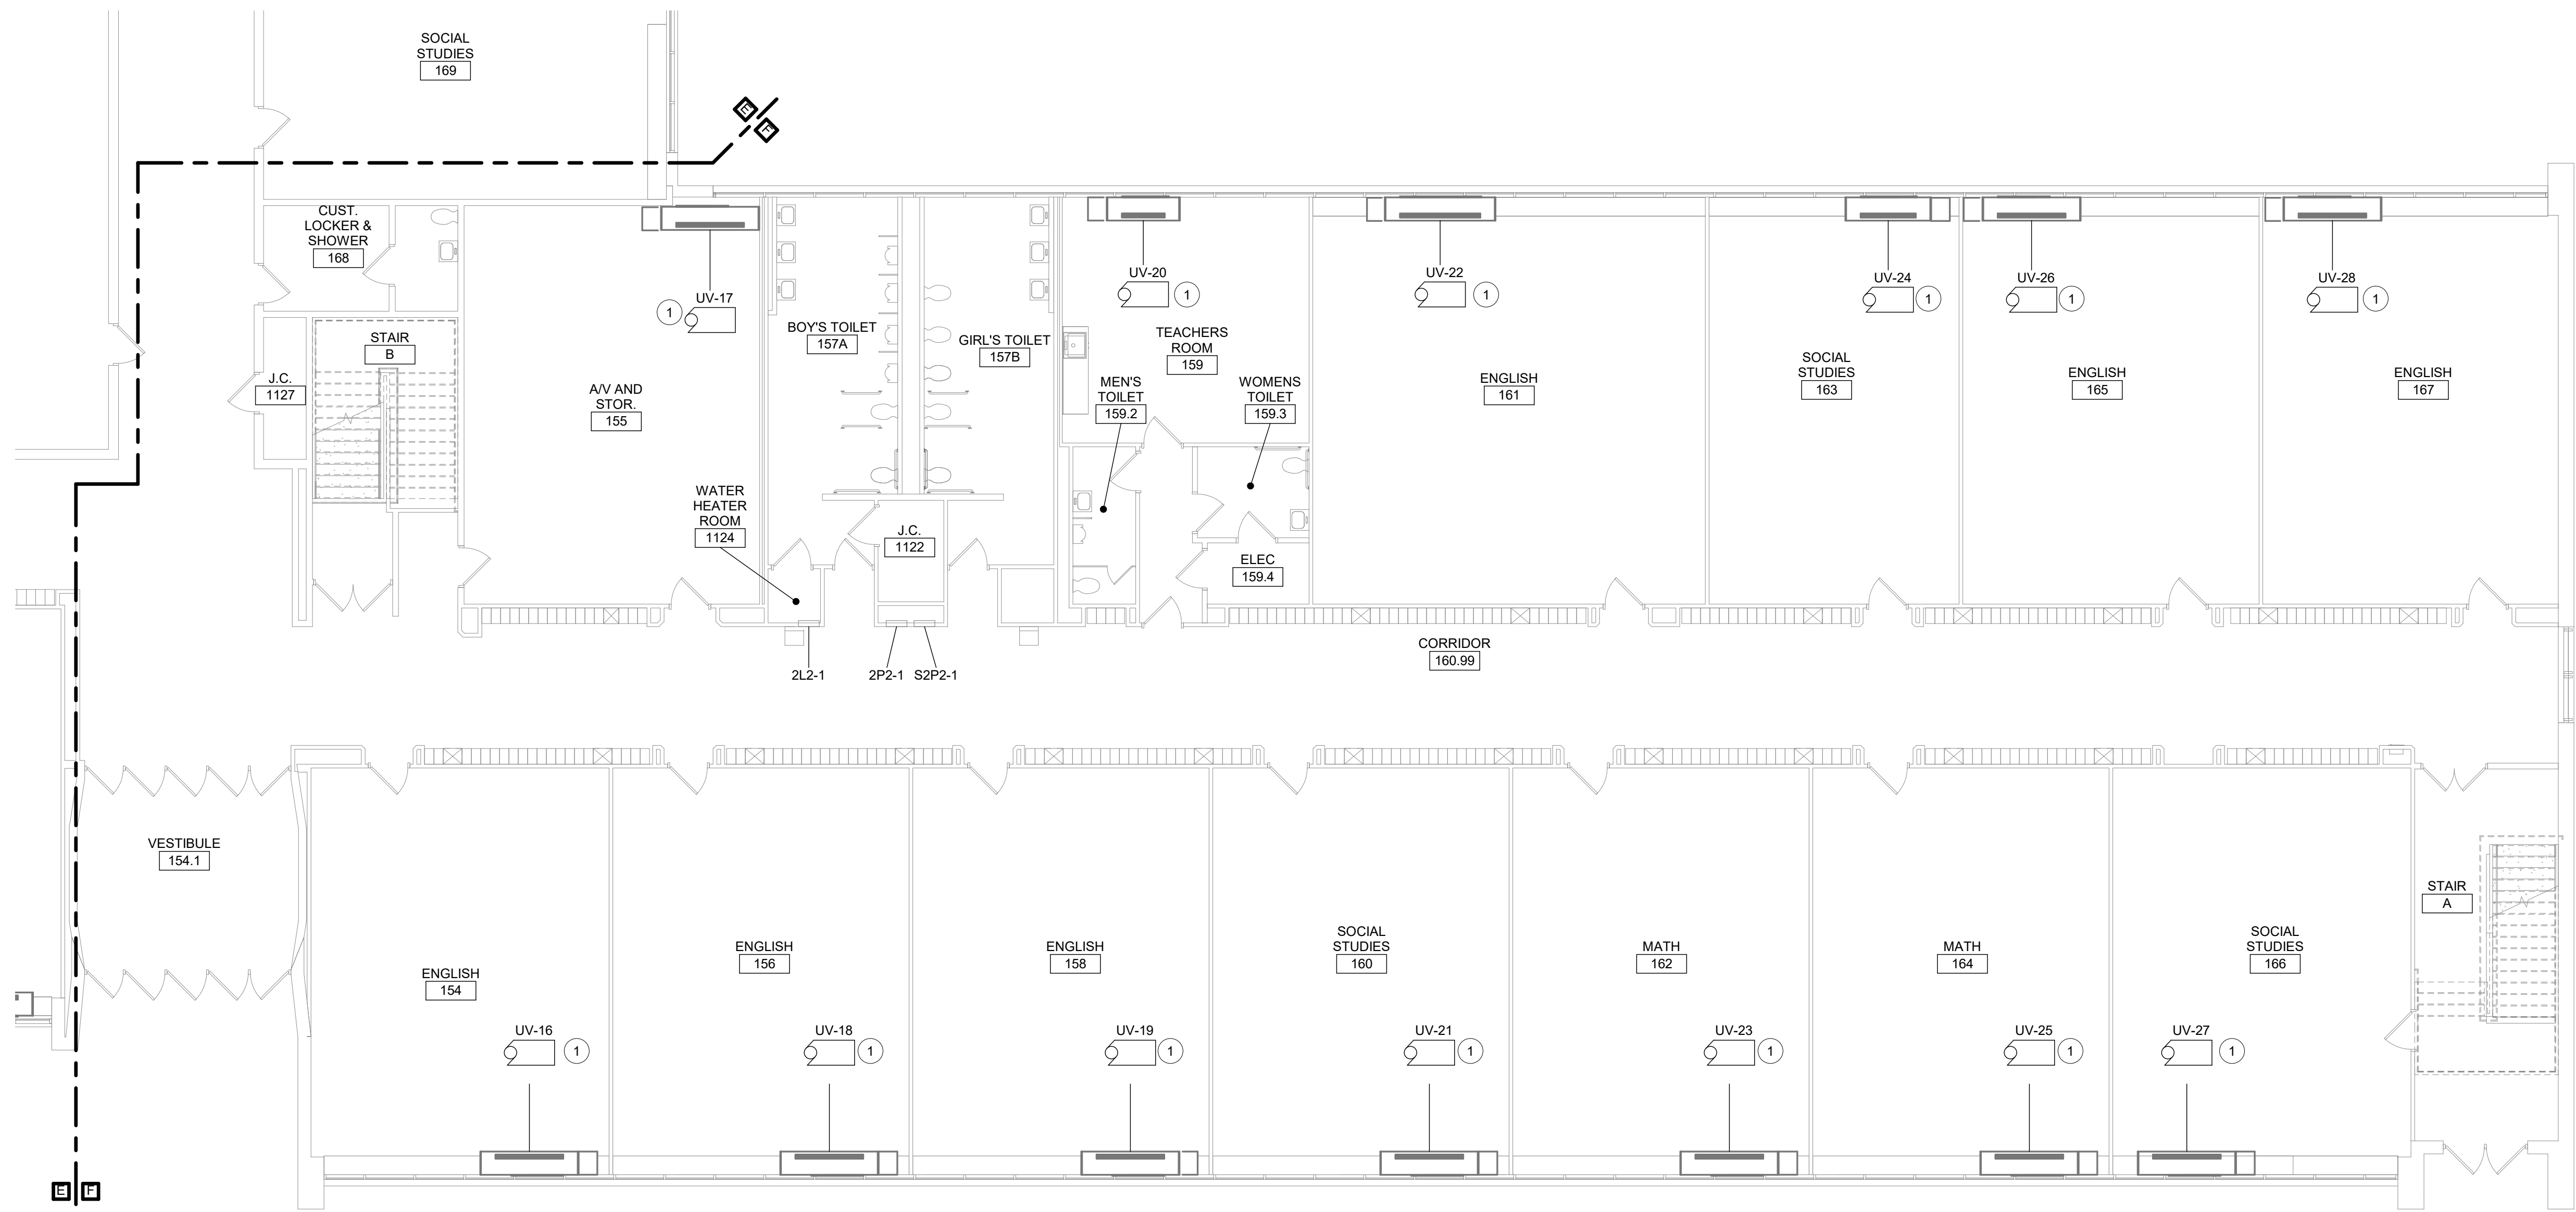 SOCIAL
STUDIES
169
E
F
CUST.
LOCKER &
SHOWER
168
UV-17
1
UV-20
1
UV-22
1
UV-24
1
UV-26
1
UV-28
1
STAIR
B
J.C.
1127
A/V AND
STOR.
155
BOY'S TOILET
157A
GIRL'S TOILET
157B
TEACHERS
ROOM
159
MEN'S
TOILET
159.2
WOMENS
TOILET
159.3
ENGLISH
161
SOCIAL
STUDIES
163
ENGLISH
165
ENGLISH
167
WATER
HEATER
ROOM
1124
J.C.
1122
ELEC
159.4
2L2-1
2P2-1
S2P2-1
CORRIDOR
160.99
VESTIBULE
154.1
STAIR
A
ENGLISH
154
ENGLISH
156
ENGLISH
158
SOCIAL
STUDIES
160
MATH
162
MATH
164
SOCIAL
STUDIES
166
UV-16
1
UV-18
1
UV-19
1
UV-21
1
UV-23
1
UV-25
1
UV-27
1
E
F